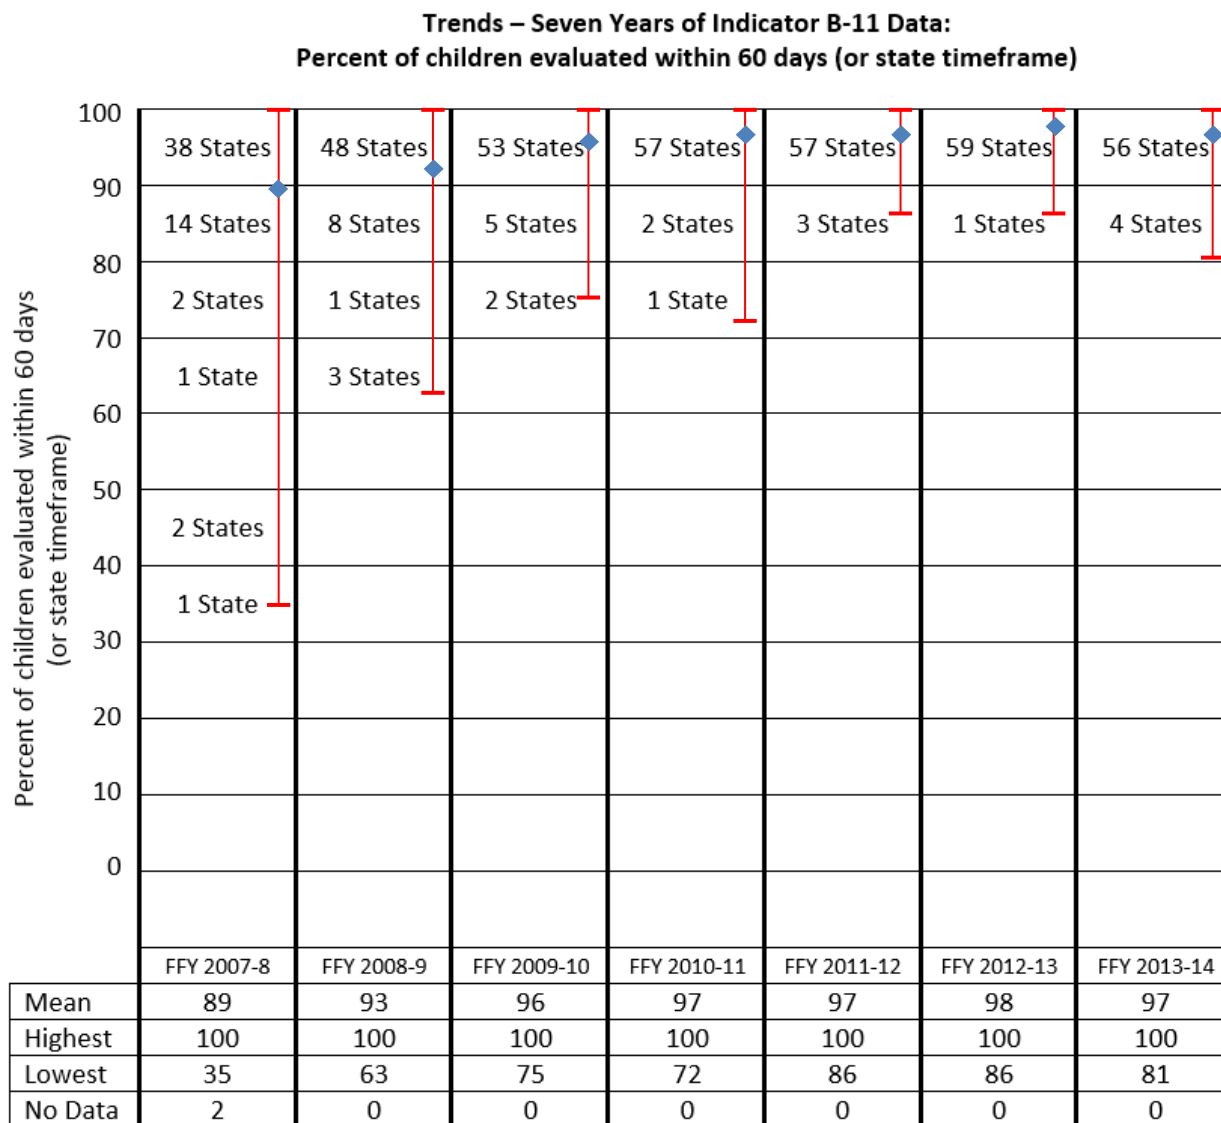 Trends – Seven Years of Indicator B-11 Data:
Percent of children evaluated within 60 days (or state timeframe)
Percent of children evaluated within 60 days
(or state timeframe)
100
90
80
70
60
50
40
30
20
10
0
38 States 48 States 53 States 57 States 57 States 59 States 56 States
14 States 8 States 5 States 2 States 3 States 1 States 4 States
2 States 1 States 2 States 1 State
1 State 3 States
2 States
1 State
FFY 2007-8 FFY 2008-9 FFY 2009-10 FFY 2010-11 FFY 2011-12 FFY 2012-13 FFY 2013-14
Mean 89 93 96 97 97 98 97
Highest 100 100 100 100 100 100 100
Lowest 35 63 75 72 86 86 81
No Data 2 0 0 0 0 0 0